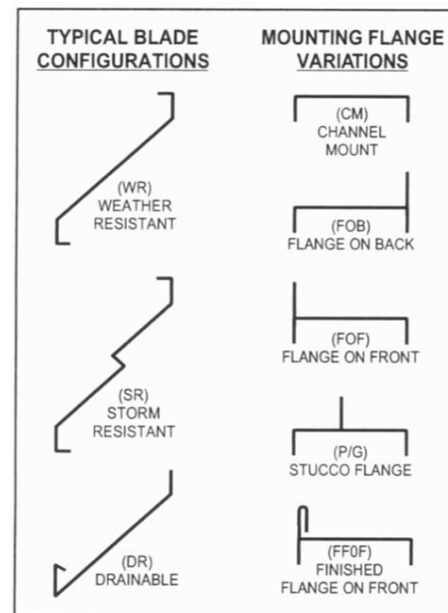 TYPICAL BLADE
CONFIGURATIONS
(WR)
WEATHER
RESISTANT
(SR)
STORM
RESISTANT
(DR)
DRAINABLE
MOUNTING FLANGE
VARIATIONS
(CM)
CHANNEL
MOUNT
(FOB)
FLANGE ON BACK
(FOF)
FLANGE ON FRONT
(P/G)
STUCCO FLANGE
(FF0F)
FINISHED
FLANGE ON FRONT